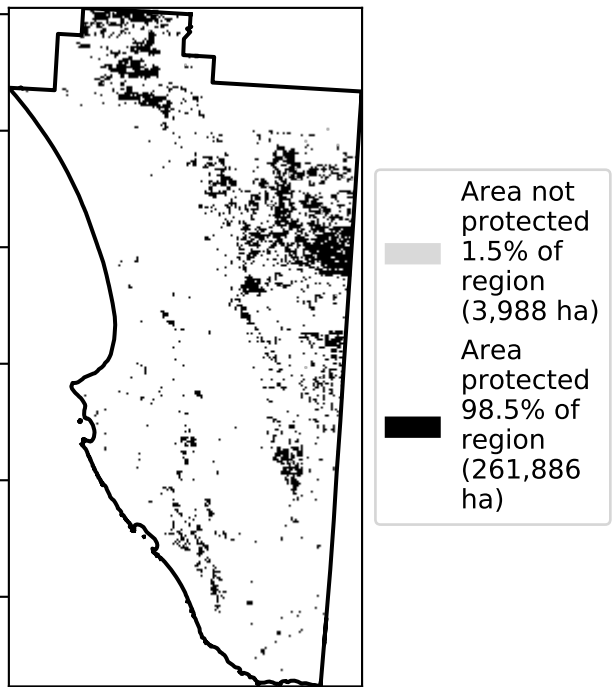 Area not
protected
1.5% of
region
(3,988 ha)
Area
protected
98.5% of
region
(261,886
ha)